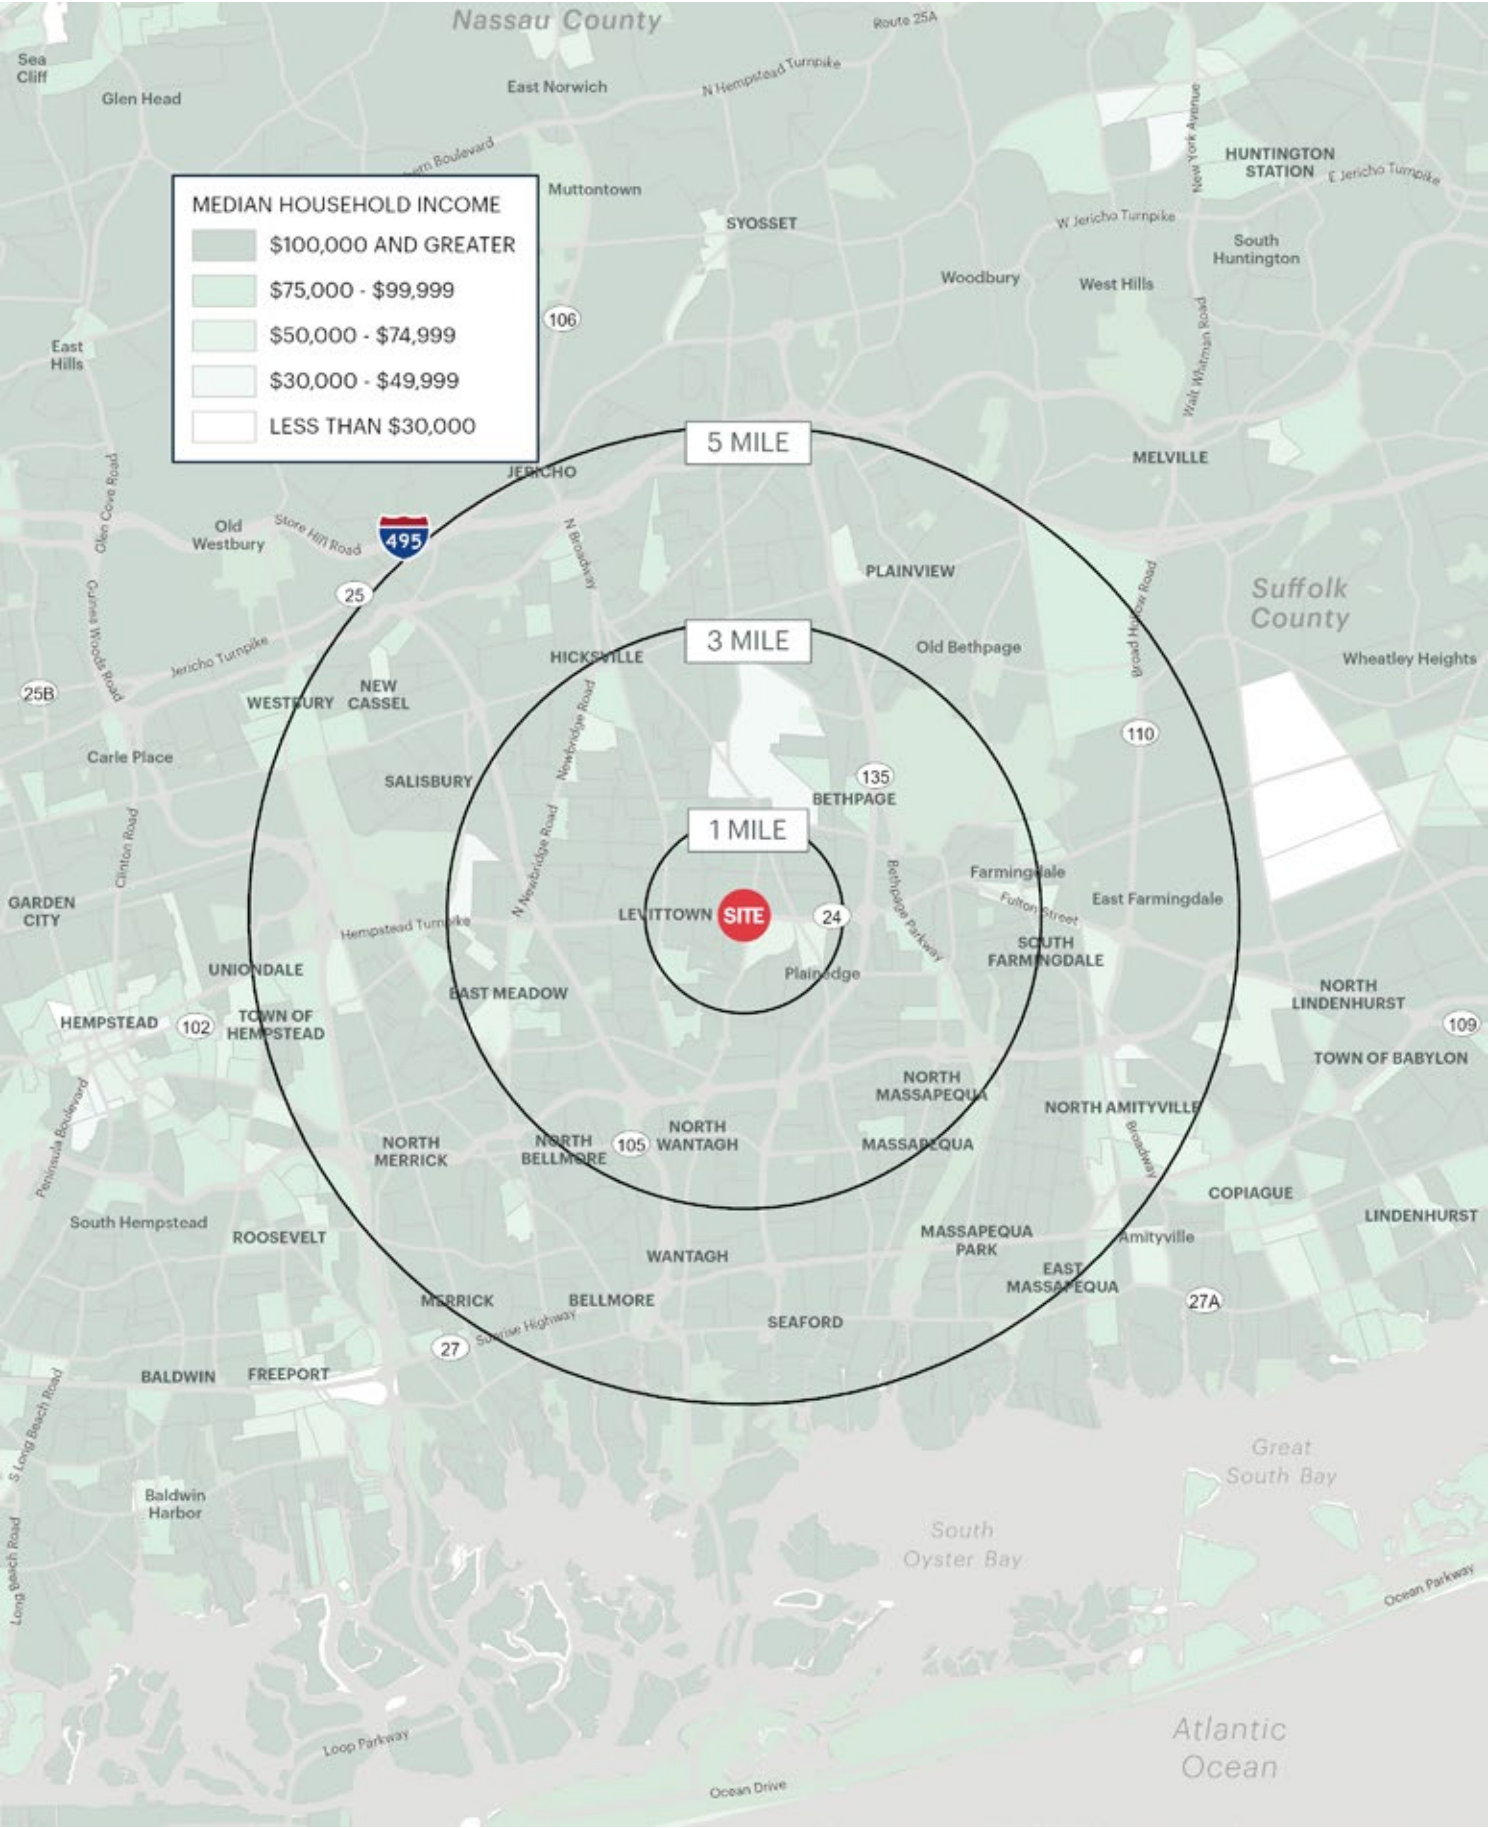 Nassau County
Route 25A
Sea
Cliff
Glen Head
East Norwich
N Hempstead Turnpike
ern Boulevard
New York Avenue
HUNTINGTON
STATION
E Jericho Turnpike
MEDIAN HOUSEHOLD INCOME
$100,000 AND GREATER
$75,000 - $99,999
$50,000 - $74,999
$30,000 - $49,999
LESS THAN $30,000
Muttontown
SYOSSET
W Jericho Turnpike
South
Huntington
Woodbury
West Hills
106
East
Hills
Walt Whitman Road
5 MILE
JERICHO
MELVILLE
Glen Cove Road
Old
Westbury
Store Hill Road
495
N Broadway
PLAINVIEW
25
Broad Hollow Road
Suffolk
County
Guinea Woods Road
Jericho Turnpike
HICKSVILLE
3 MILE
Old Bethpage
Wheatley Heights
25B
WESTBURY
NEW
CASSEL
Newbridge Road
110
Carle Place
SALISBURY
135
BETHPAGE
Clinton Road
N Newbridge Road
1 MILE
Bethpage Parkway
Farmingdale
Fulton Street
East Farmingdale
GARDEN
CITY
Hempstead Turnpike
LEVITTOWN
SITE
24
SOUTH
FARMINGDALE
UNIONDALE
Plainedge
EAST MEADOW
NORTH
LINDENHURST
HEMPSTEAD
102
TOWN OF
HEMPSTEAD
109
TOWN OF BABYLON
Peninsula Boulevard
NORTH
MASSAPEQUA
NORTH AMITYVILLE
NORTH
MERRICK
NORTH
BELLMORE
105
NORTH
WANTAGH
MASSAPEQUA
Broadway
COPIAGUE
South Hempstead
ROOSEVELT
LINDENHURST
MASSAPEQUA
PARK
Amityville
WANTAGH
EAST
MASSAPEQUA
MERRICK
BELLMORE
27A
SEAFORD
27
Sunrise Highway
BALDWIN
FREEPORT
S Long Beach Road
Great
South Bay
Baldwin
Harbor
South
Oyster Bay
Long Beach Road
Ocean Parkway
Loop Parkway
Atlantic
Ocean
Ocean Drive